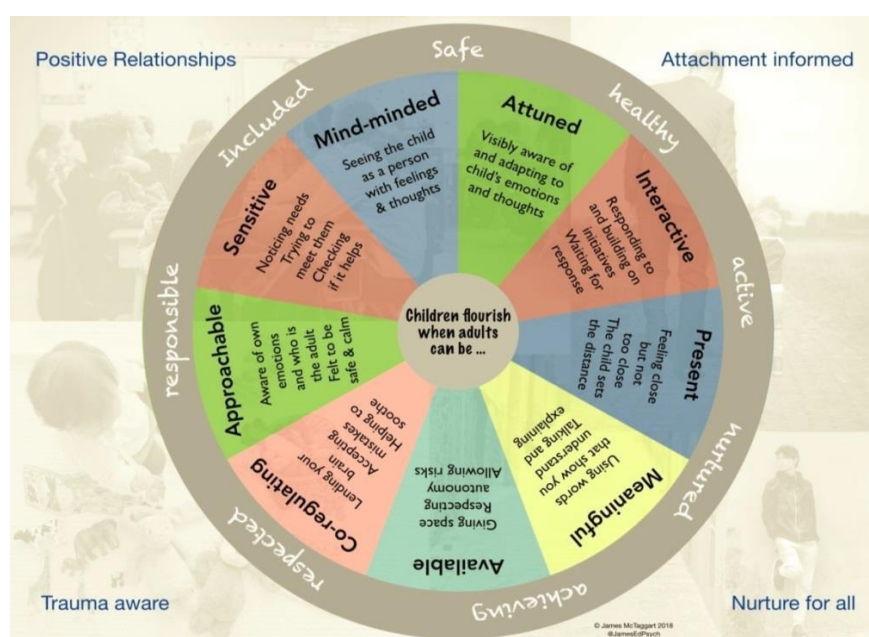 Positive Relationships
Attachment informed
Safe
healthy
active
nurtured
achieving
respected
responsible
Included
Children flourish
when adults
can be ...
Attuned
Visibly aware of
and adapting to
child's emotions
and thoughts
Interactive
Responding to
and building on
initiatives
Waiting for
response
Present
Feeling close
but not
too close
The child sets
the distance
Meaningful
Using words
that show you
understand
Talking and
explaining
Available
Giving space
Respecting
autonomy
Allowing risks
Co-regulating
Lending your
brain
Accepting
mistakes
Helping to
soothe
Approachable
Aware of own
emotions
and who is
the adult
Felt to be
safe & calm
Sensitive
Noticing needs
Trying to
meet them
Checking
if it helps
Mind-minded
Seeing the child
as a person
with feelings
& thoughts
Trauma aware
Nurture for all
© James McTaggart 2018
@JamesEdPsych